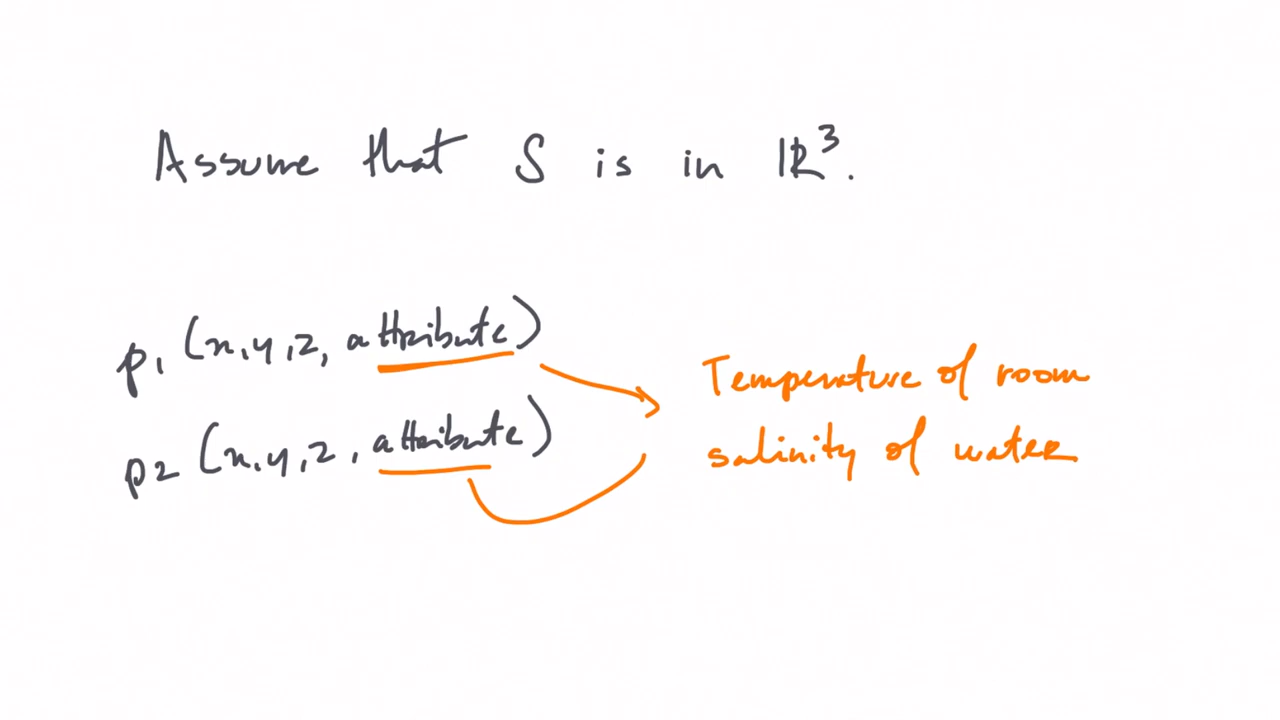 Assume that S is in ℝ³.
p1 (x,y,z, attribute)
p2 (x,y,z, attribute)
Temperature of room
salinity of water